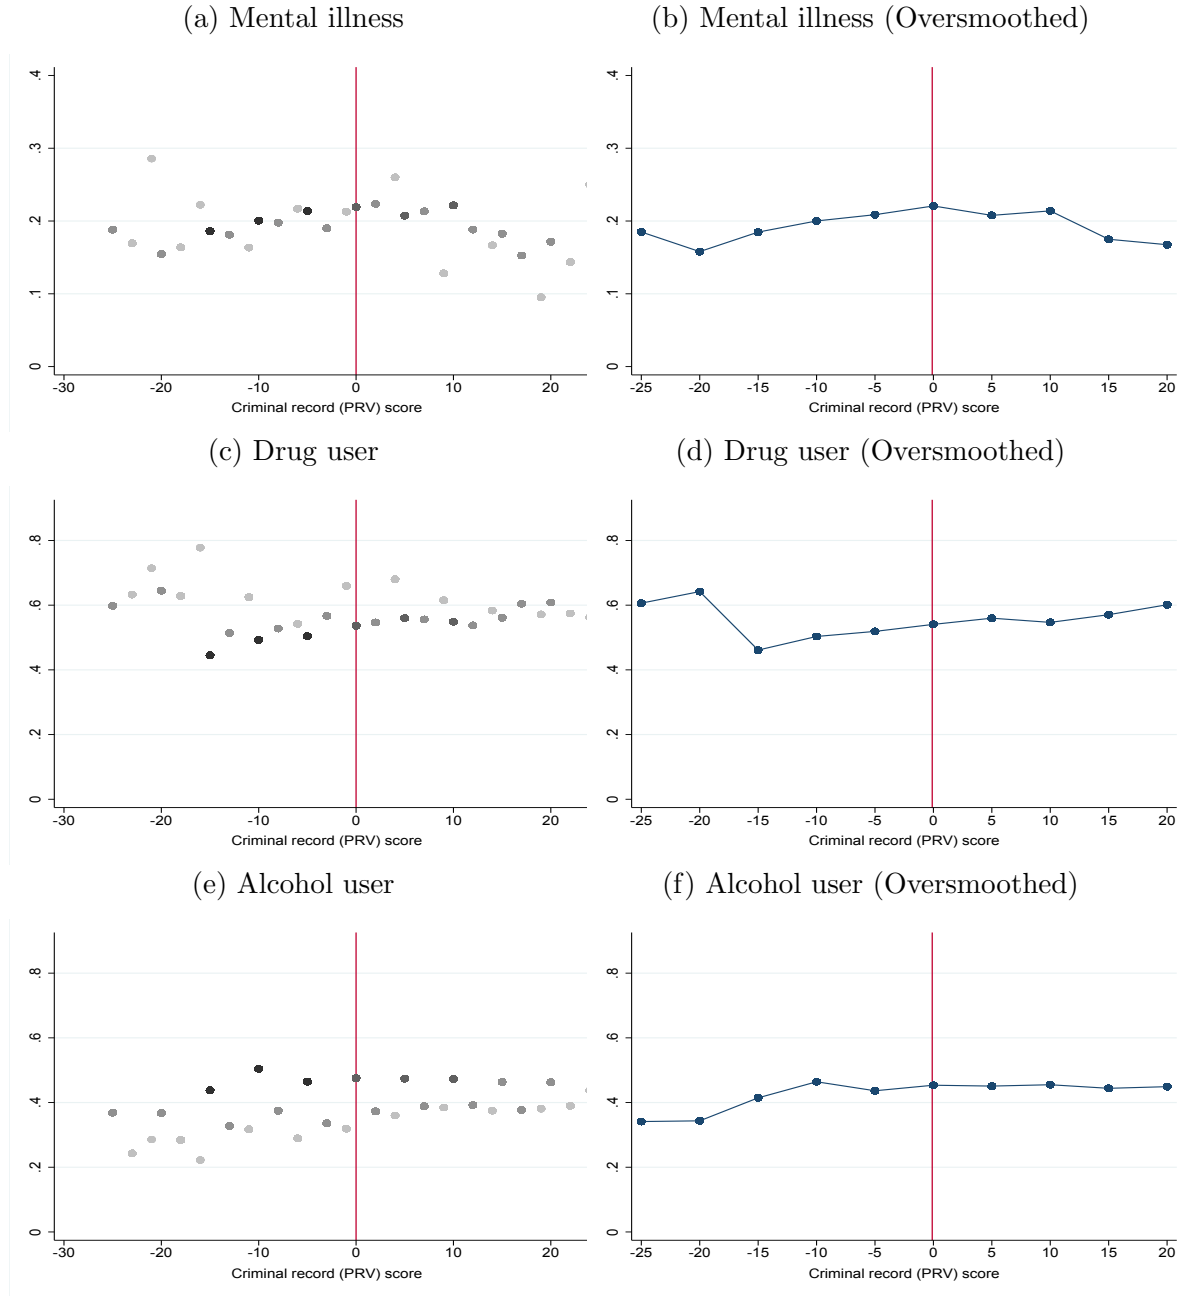 (a) Mental illness
(b) Mental illness (Oversmoothed)
.4
.3
.2
.1
0
-30 -20 -10 0 10 20
Criminal record (PRV) score
.4
.3
.2
.1
0
-25 -20 -15 -10 -5 0 5 10 15 20
Criminal record (PRV) score
(c) Drug user
(d) Drug user (Oversmoothed)
.8
.6
.4
.2
0
-30 -20 -10 0 10 20
Criminal record (PRV) score
.8
.6
.4
.2
0
-25 -20 -15 -10 -5 0 5 10 15 20
Criminal record (PRV) score
(e) Alcohol user
(f) Alcohol user (Oversmoothed)
.8
.6
.4
.2
0
-30 -20 -10 0 10 20
Criminal record (PRV) score
.8
.6
.4
.2
0
-25 -20 -15 -10 -5 0 5 10 15 20
Criminal record (PRV) score